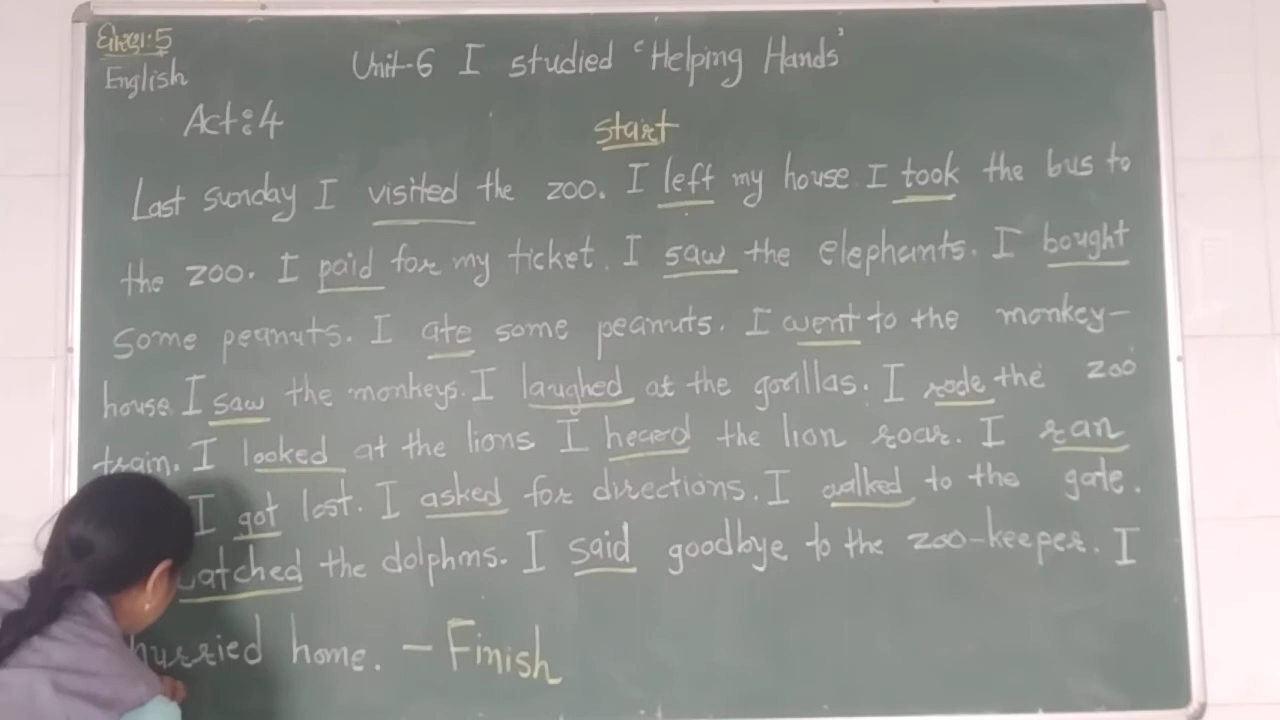 ધોરણ:5
English
Unit-6 I studied 'Helping Hands'
Act:4
Start
Last sunday I visited the zoo. I left my house I took the bus to
the zoo. I paid for my ticket. I saw the elephants. I bought
some peanuts. I ate some peanuts. I went to the monkey-
house I saw the monkeys. I laughed at the gorillas. I rode the zoo
train. I looked at the lions I heard the lion roar. I ran
I got lost. I asked for directions. I walked to the gate.
watched the dolphins. I said goodbye to the zoo-keeper. I
hurried home. - Finish